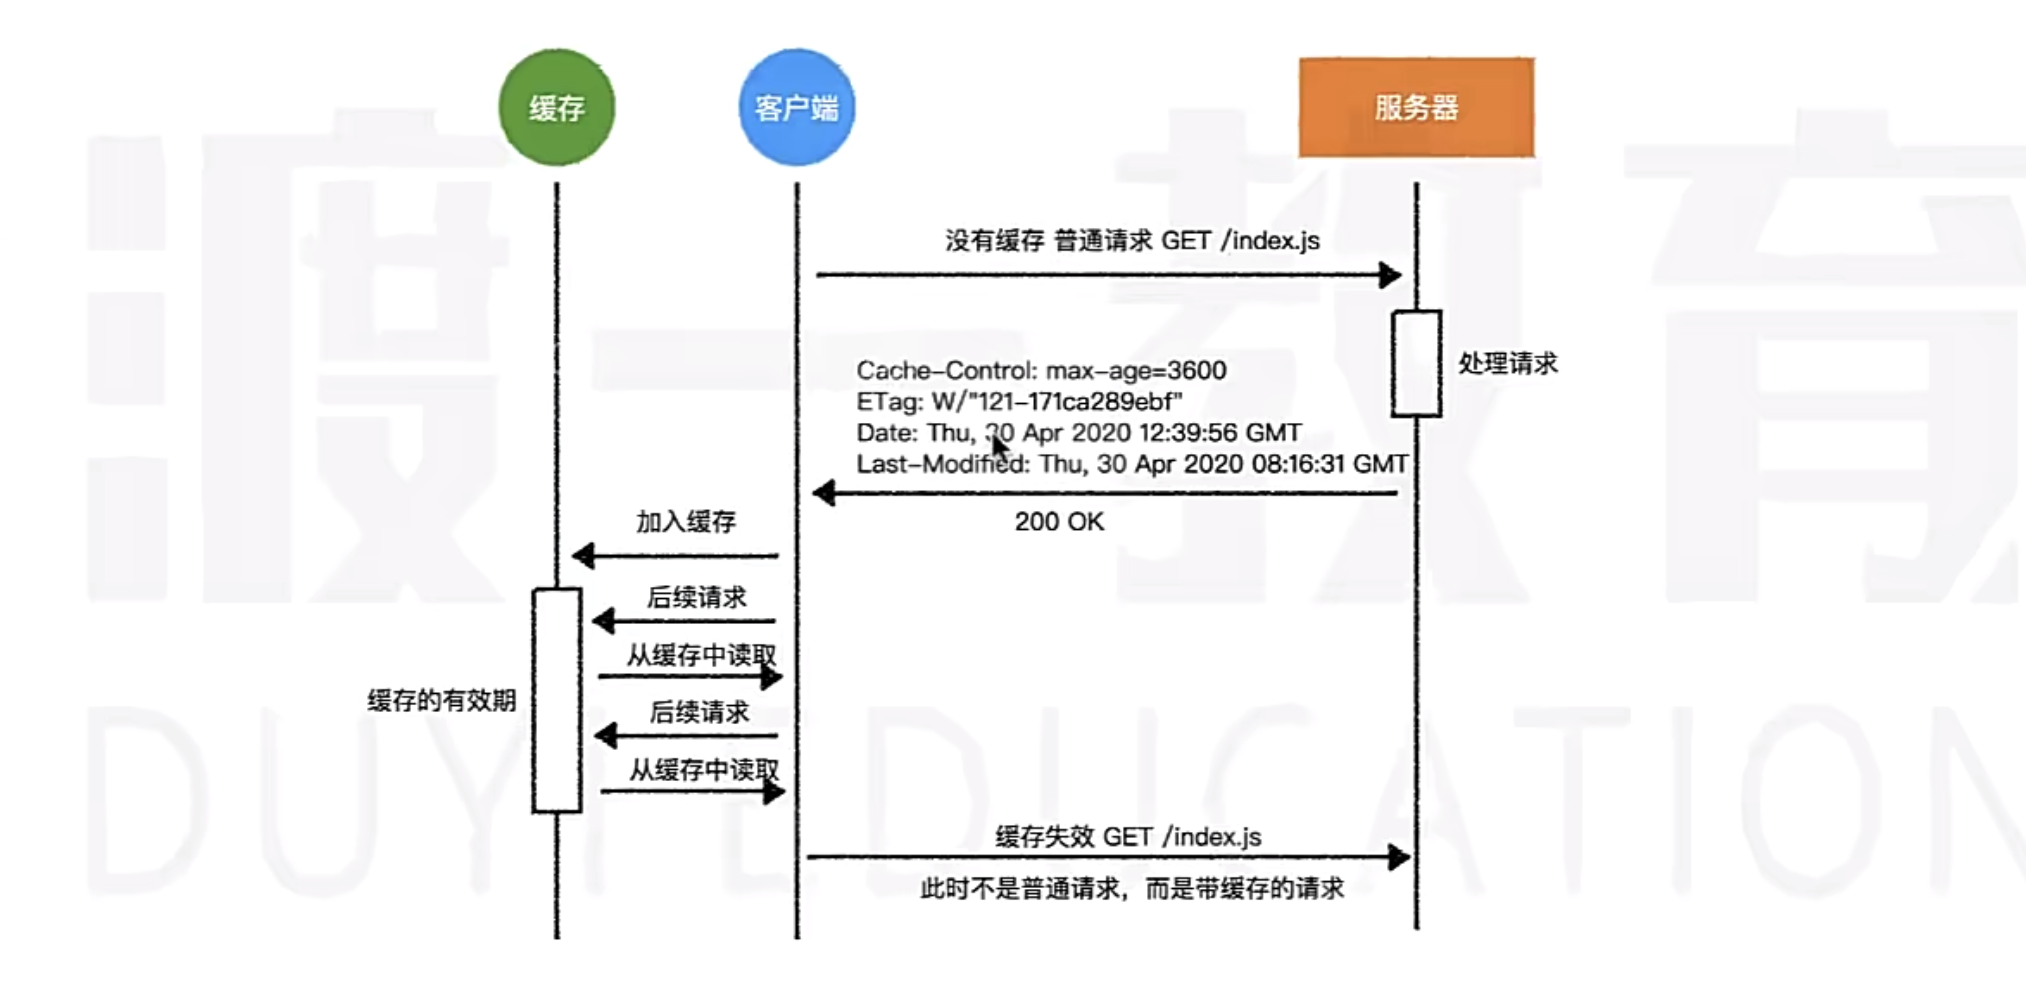 缓存
客户端
服务器
没有缓存 普通请求 GET /index.js
处理请求
Cache-Control: max-age=3600
ETag: W/"121-171ca289ebf"
Date: Thu, 30 Apr 2020 12:39:56 GMT
Last-Modified: Thu, 30 Apr 2020 08:16:31 GMT
200 OK
加入缓存
后续请求
从缓存中读取
缓存的有效期
后续请求
从缓存中读取
缓存失效 GET /index.js
此时不是普通请求，而是带缓存的请求
渡一教育
DUYI EDUCATION